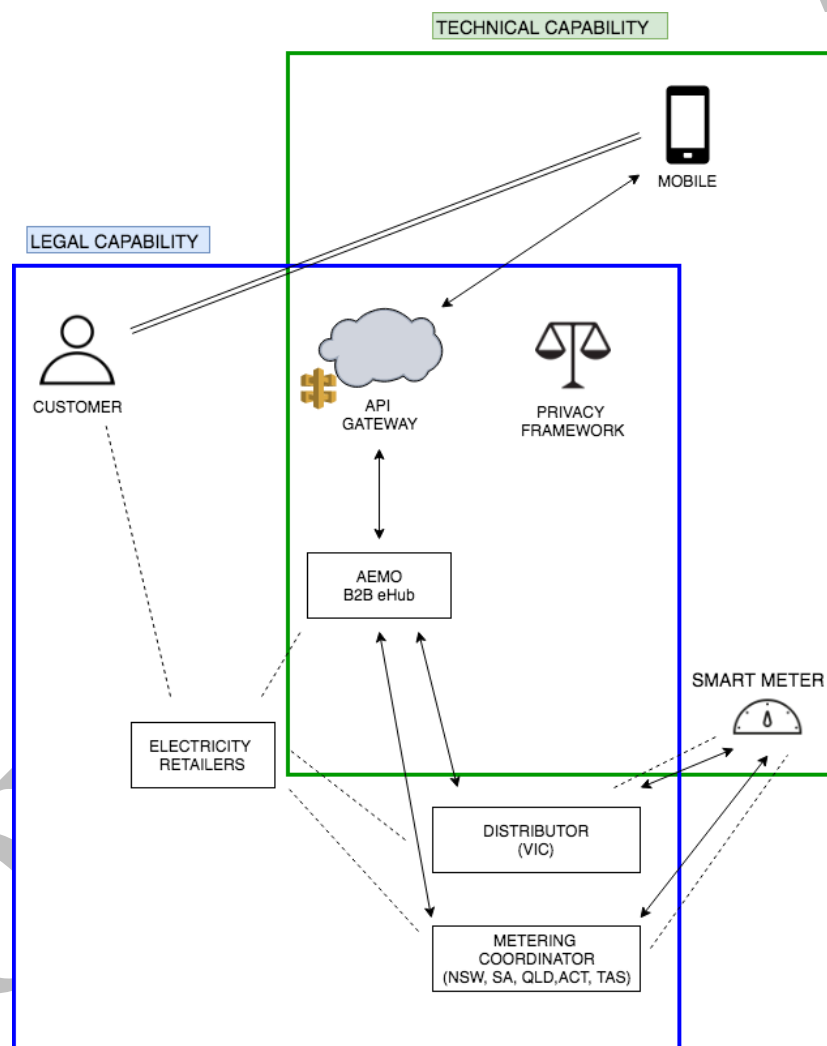 TECHNICAL CAPABILITY
MOBILE
LEGAL CAPABILITY
CUSTOMER
API
GATEWAY
PRIVACY
FRAMEWORK
AEMO
B2B eHub
SMART METER
ELECTRICITY
RETAILERS
DISTRIBUTOR
(VIC)
METERING
COORDINATOR
(NSW, SA, QLD,ACT, TAS)